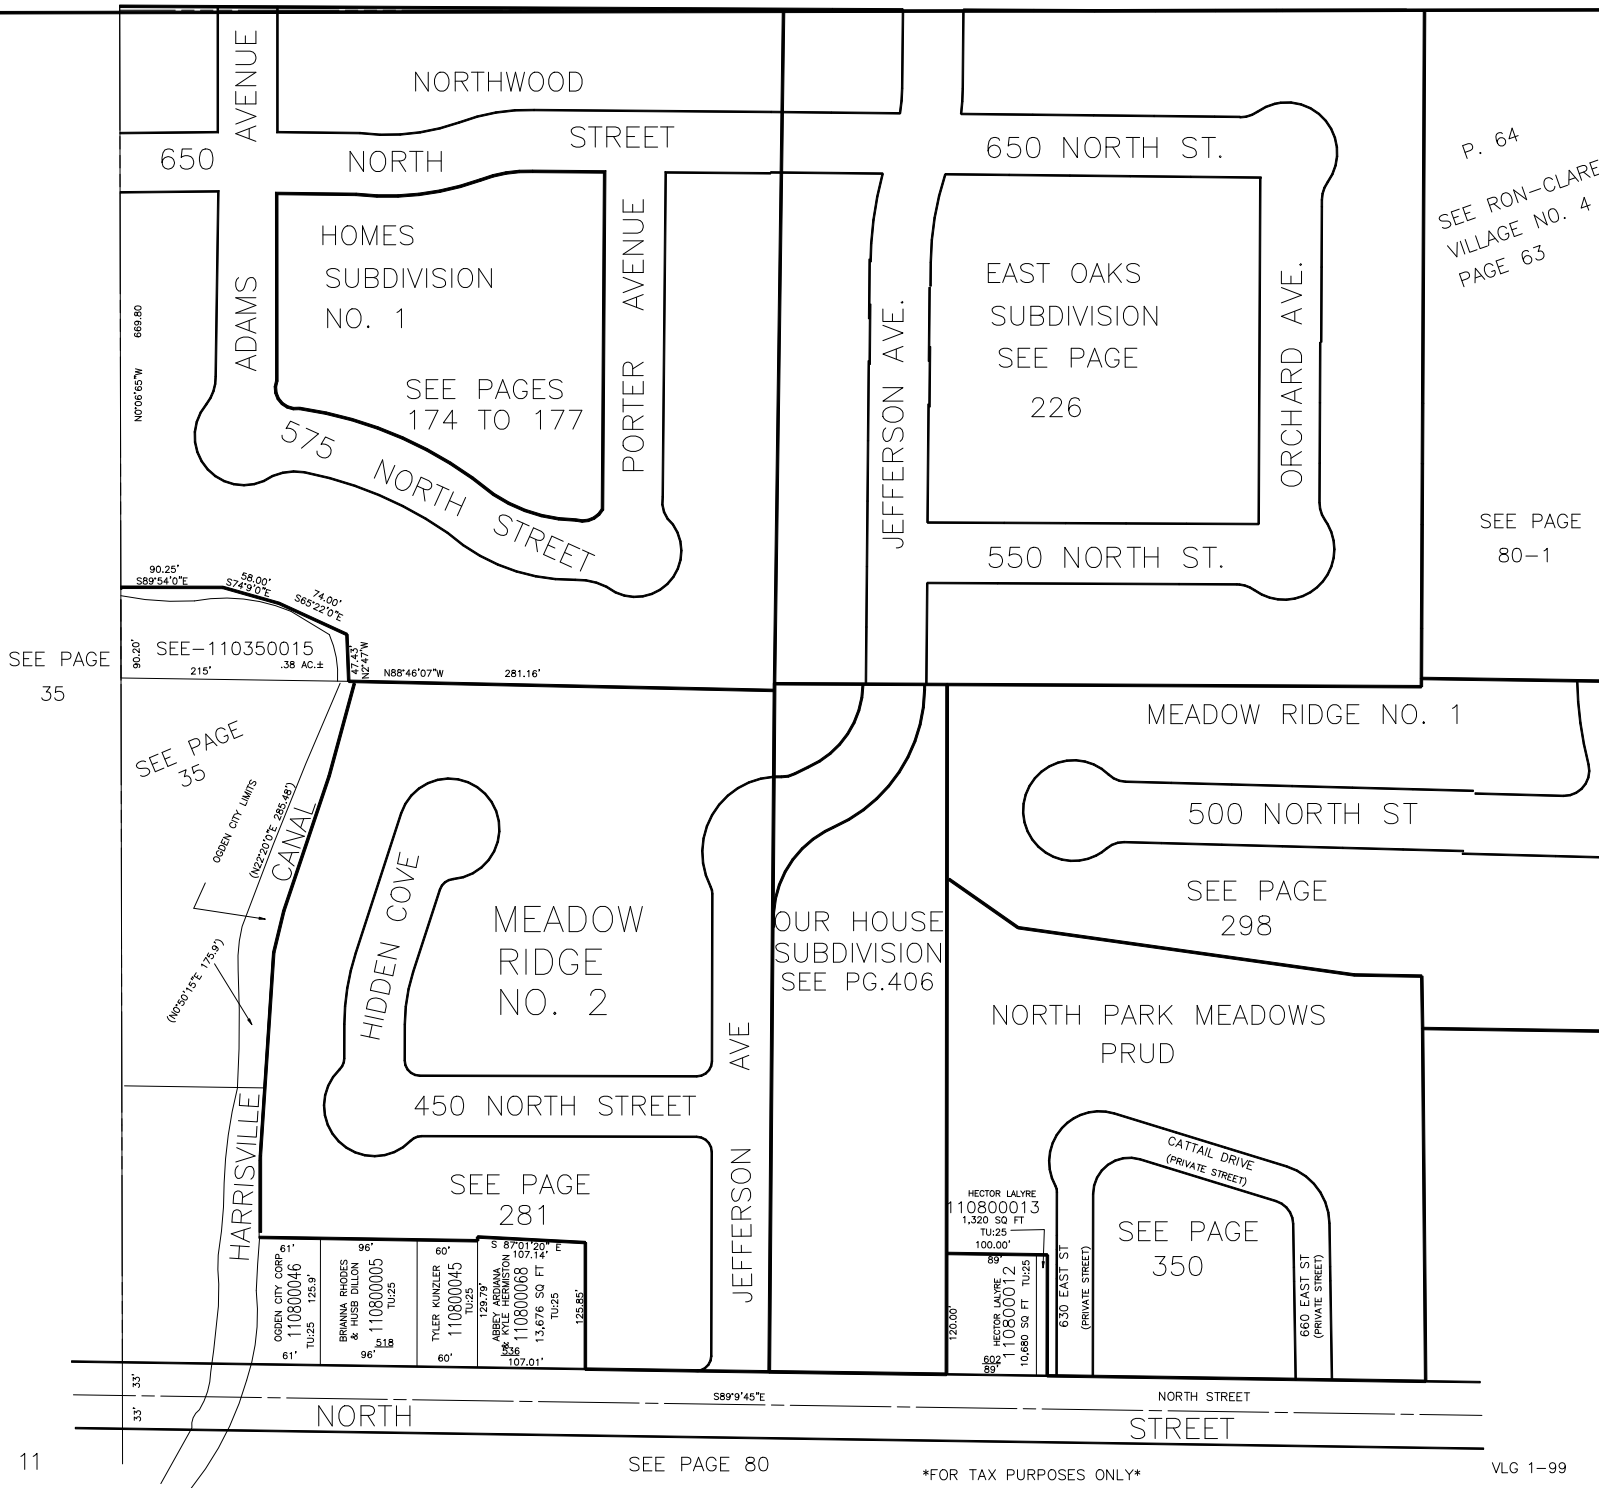 NORTHWOOD
650 NORTH STREET
ADAMS AVENUE
HOMES
SUBDIVISION
NO. 1
SEE PAGES
174 TO 177
PORTER AVENUE
575 NORTH STREET
N0°06'65"W 669.80
650 NORTH ST.
JEFFERSON AVE.
EAST OAKS
SUBDIVISION
SEE PAGE
226
ORCHARD AVE.
550 NORTH ST.
P. 64
SEE RON-CLARE
VILLAGE NO. 4
PAGE 63
SEE PAGE
80-1
90.25'
S89°54'0"E
58.00'
S74°9'0"E
74.00'
S65°22'0"E
47.43'
N2°47'W
90.20'
SEE-110350015
.38 AC.±
215'
N88°46'07"W 281.16'
SEE PAGE
35
SEE PAGE
35
OGDEN CITY LIMITS
(N22°20'0"E 285.48')
(N0°50'15"E 175.9')
HARRISVILLE CANAL
HIDDEN COVE
MEADOW
RIDGE
NO. 2
450 NORTH STREET
SEE PAGE
281
JEFFERSON AVE
OUR HOUSE
SUBDIVISION
SEE PG.406
MEADOW RIDGE NO. 1
500 NORTH ST
SEE PAGE
298
NORTH PARK MEADOWS
PRUD
CATTAIL DRIVE
(PRIVATE STREET)
SEE PAGE
350
630 EAST ST
(PRIVATE STREET)
660 EAST ST
(PRIVATE STREET)
HECTOR LALYRE
110800013
1,320 SQ FT
TU:25
100.00'
89'
120.00'
HECTOR LALYRE
110800012
10,680 SQ FT TU:25
602
89'
61'
OGDEN CITY CORP
110800046
TU:25 125.9'
61'
96'
BRIANNA RHODES
& HUSB DILLON
110800005
TU:25
518
96'
60'
TYLER KUNZLER
110800045
TU:25
60'
S 87°01'20" E
107.14'
129.79'
ABBEY ARDIANA
& KYLE HERMISTON
110800068
13,676 SQ FT
TU:25
125.85'
536
107.01'
33'
33'
S89°9'45"E
NORTH STREET
NORTH STREET
11
SEE PAGE 80
*FOR TAX PURPOSES ONLY*
VLG 1-99